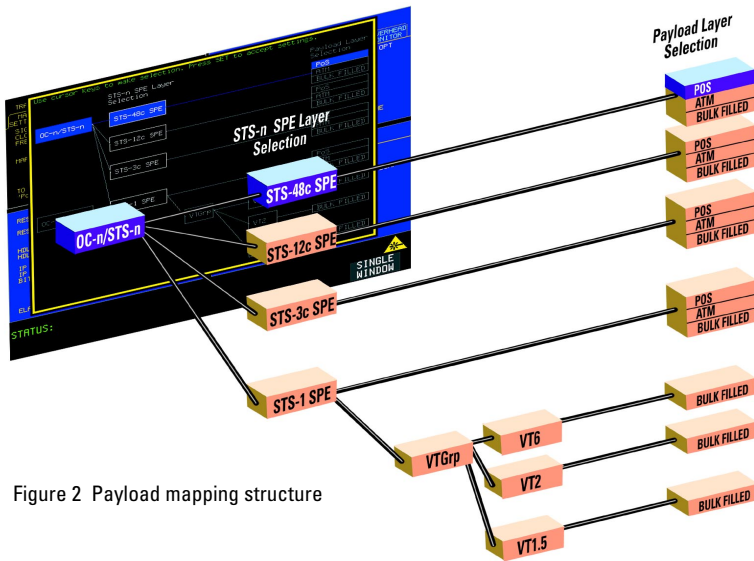 Use cursor keys to make selection. Press SET to accept settings.
Payload Layer
Selection
STS-n SPE Layer
Selection
PoS
ATM
BULK FILLED
OC-n/STS-n
STS-48c SPE
STS-12c SPE
STS-3c SPE
VTGrp
VT2
BULK FILLED
SINGLE
WINDOW
STATUS:
Payload Layer
Selection
STS-n SPE Layer
Selection
OC-n/STS-n
STS-48c SPE
POS
ATM
BULK FILLED
STS-12c SPE
POS
ATM
BULK FILLED
STS-3c SPE
POS
ATM
BULK FILLED
STS-1 SPE
POS
ATM
BULK FILLED
VTGrp
VT6
BULK FILLED
VT2
BULK FILLED
VT1.5
BULK FILLED
Figure 2 Payload mapping structure